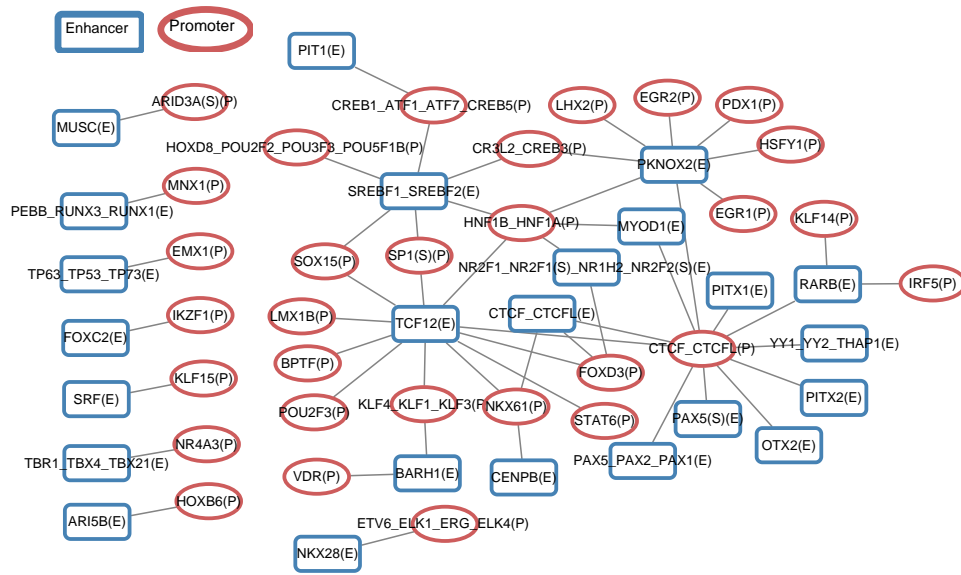 Enhancer
Promoter
PIT1(E)
ARID3A(S)(P)
MUSC(E)
CREB1_ATF1_ATF7_CREB5(P)
LHX2(P)
EGR2(P)
PDX1(P)
HOXD8_POU2F2_POU3F3_POU5F1B(P)
CR3L2_CREB3(P)
HSFY1(P)
PKNOX2(E)
MNX1(P)
SREBF1_SREBF2(E)
PEBB_RUNX3_RUNX1(E)
HNF1B_HNF1A(P)
EGR1(P)
MYOD1(E)
KLF14(P)
EMX1(P)
SOX15(P)
SP1(S)(P)
NR2F1_NR2F1(S)_NR1H2_NR2F2(S)(E)
TP63_TP53_TP73(E)
PITX1(E)
RARB(E)
IRF5(P)
IKZF1(P)
LMX1B(P)
TCF12(E)
CTCF_CTCFL(E)
FOXC2(E)
CTCF_CTCFL(P)
YY1_YY2_THAP1(E)
BPTF(P)
FOXD3(P)
KLF15(P)
SRF(E)
POU2F3(P)
KLF4_KLF1_KLF3(P
NKX61(P)
STAT6(P)
PAX5(S)(E)
PITX2(E)
NR4A3(P)
OTX2(E)
TBR1_TBX4_TBX21(E)
PAX5_PAX2_PAX1(E)
VDR(P)
BARH1(E)
CENPB(E)
HOXB6(P)
ARI5B(E)
ETV6_ELK1_ERG_ELK4(P)
NKX28(E)